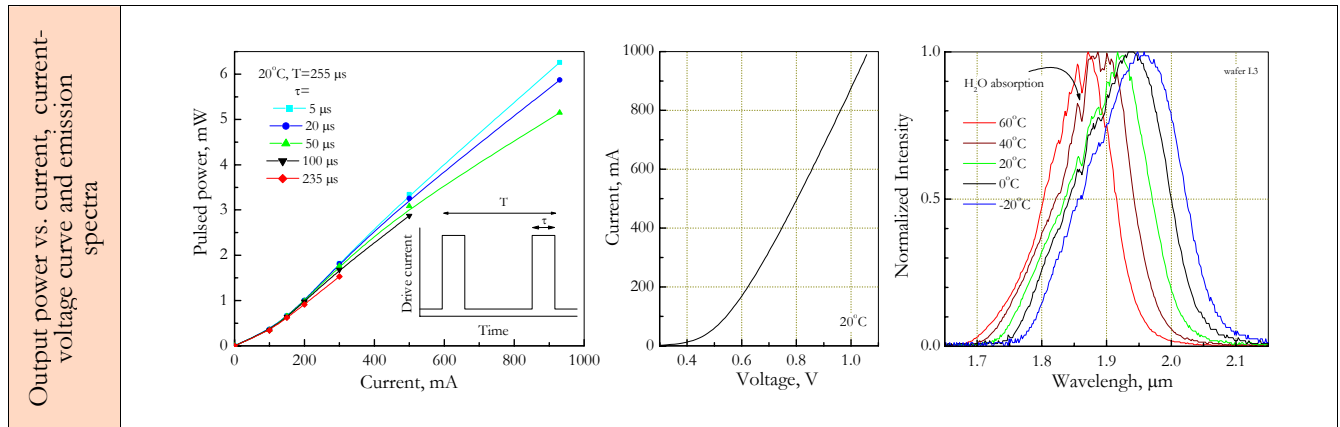 Output power vs. current, current-
voltage curve and emission
spectra
Pulsed power, mW
6
5
4
3
2
1
0
0
200
400
600
800
1000
Current, mA
20°C, T=255 μs
τ=
5 μs
20 μs
50 μs
100 μs
235 μs
T
τ
Drive current
Time
Current, mA
1000
800
600
400
200
0
0.4
0.6
0.8
1.0
Voltage, V
20°C
Normalized Intensity
1.0
0.5
0.0
1.7
1.8
1.9
2.0
2.1
Wavelengh, μm
wafer 1.3
H2O absorption
60°C
40°C
20°C
0°C
-20°C